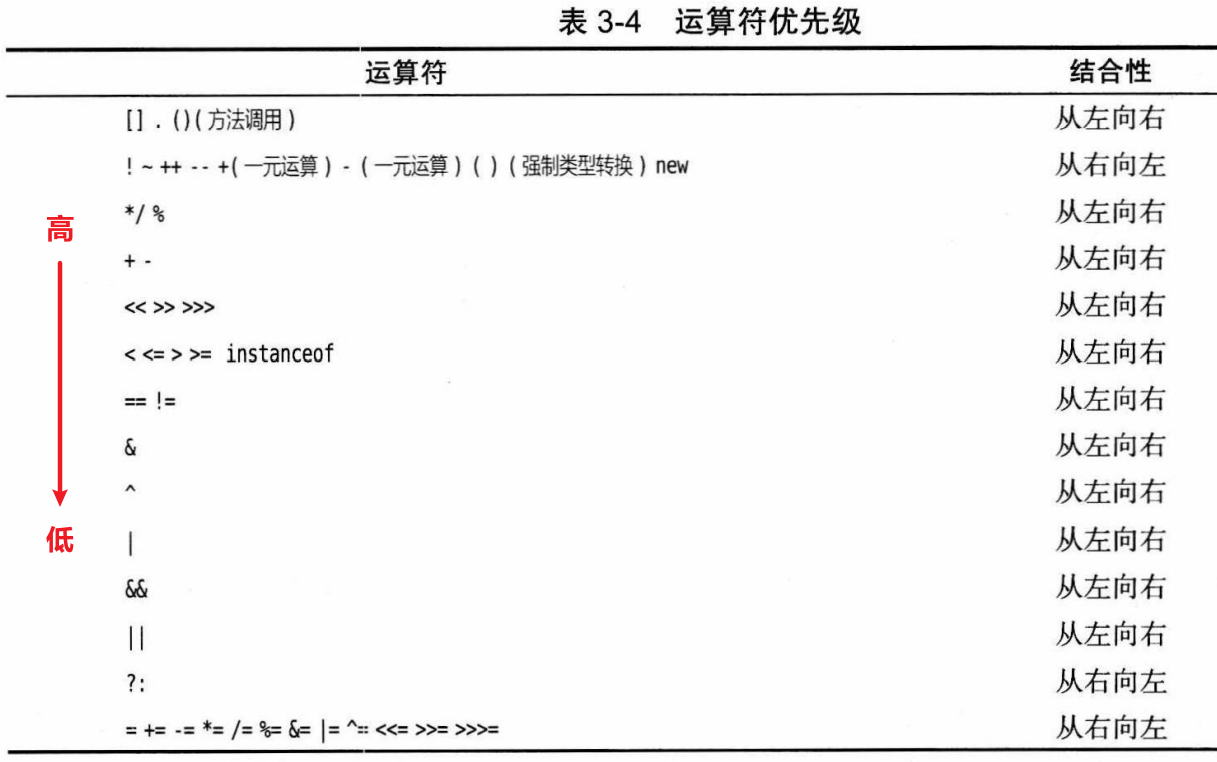 表 3-4 运算符优先级
运算符 结合性
[] . ()(方法调用) 从左向右
! ~ ++ -- +(一元运算) -(一元运算)()(强制类型转换) new 从右向左
*/ % 从左向右
高
+ - 从左向右
<< >> >>> 从左向右
< <= > >= instanceof 从左向右
== != 从左向右
& 从左向右
^ 从左向右
低
| 从左向右
&& 从左向右
|| 从左向右
?: 从右向左
= += -= *= /= %= &= |= ^= <<= >>= >>>= 从右向左